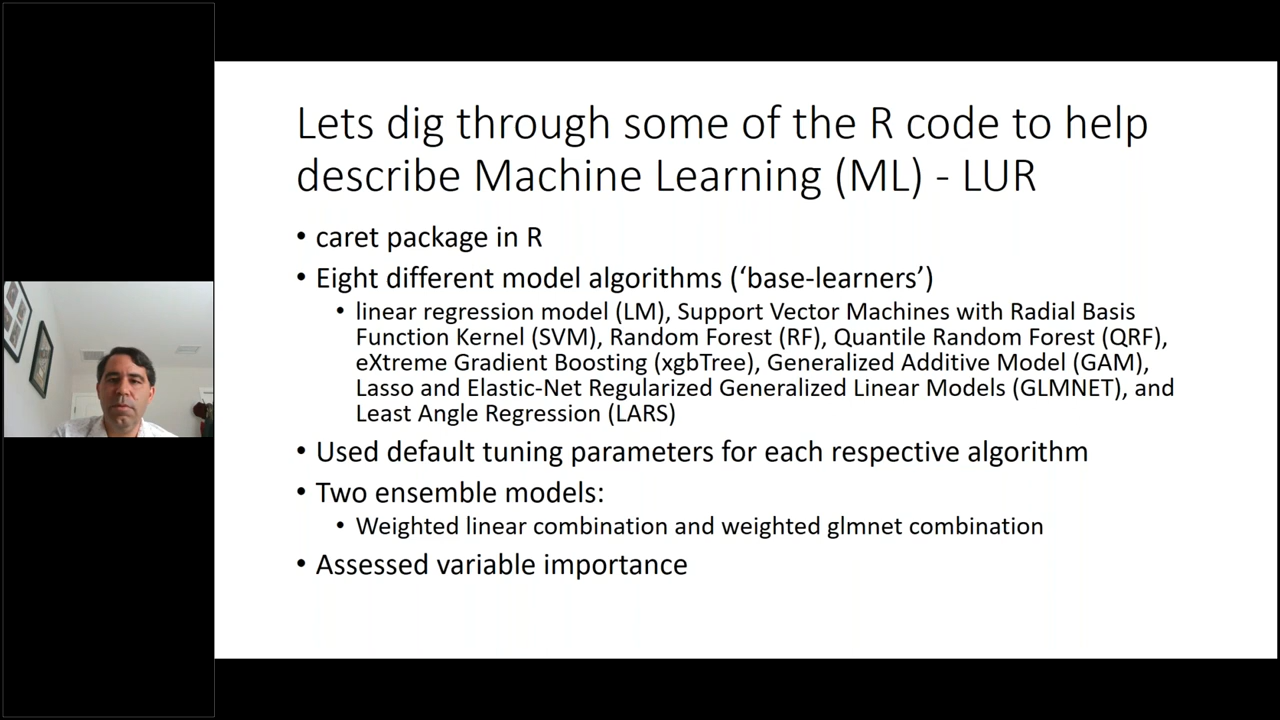 Lets dig through some of the R code to help
describe Machine Learning (ML) - LUR
• caret package in R
• Eight different model algorithms (‘base-learners’)
• linear regression model (LM), Support Vector Machines with Radial Basis
Function Kernel (SVM), Random Forest (RF), Quantile Random Forest (QRF),
eXtreme Gradient Boosting (xgbTree), Generalized Additive Model (GAM),
Lasso and Elastic-Net Regularized Generalized Linear Models (GLMNET), and
Least Angle Regression (LARS)
• Used default tuning parameters for each respective algorithm
• Two ensemble models:
• Weighted linear combination and weighted glmnet combination
• Assessed variable importance